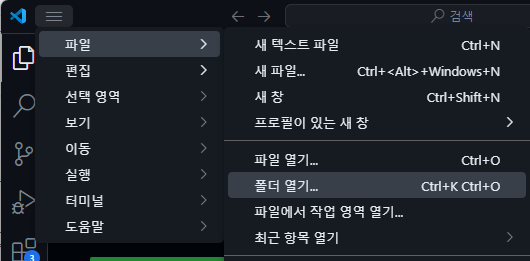 검색
파일
편집
선택 영역
보기
이동
실행
터미널
도움말
3
새 텍스트 파일 Ctrl+N
새 파일... Ctrl+<Alt>+Windows+N
새 창 Ctrl+Shift+N
프로필이 있는 새 창
파일 열기... Ctrl+O
폴더 열기... Ctrl+K Ctrl+O
파일에서 작업 영역 열기...
최근 항목 열기